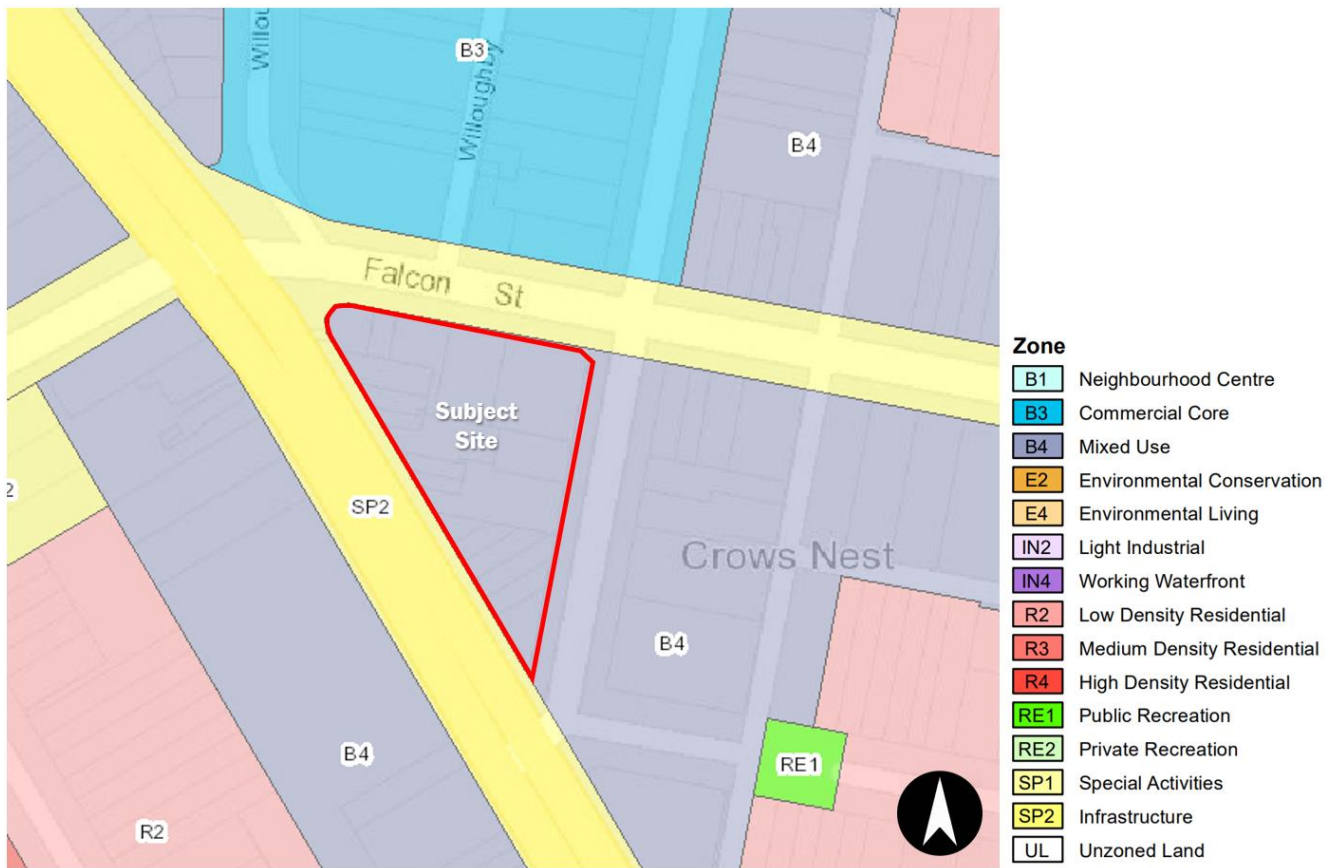 Willou
B3
Willoughby
B4
Falcon St
Subject
Site
SP2
2
Crows Nest
B4
B4
RE1
R2
Zone
B1 Neighbourhood Centre
B3 Commercial Core
B4 Mixed Use
E2 Environmental Conservation
E4 Environmental Living
IN2 Light Industrial
IN4 Working Waterfront
R2 Low Density Residential
R3 Medium Density Residential
R4 High Density Residential
RE1 Public Recreation
RE2 Private Recreation
SP1 Special Activities
SP2 Infrastructure
UL Unzoned Land